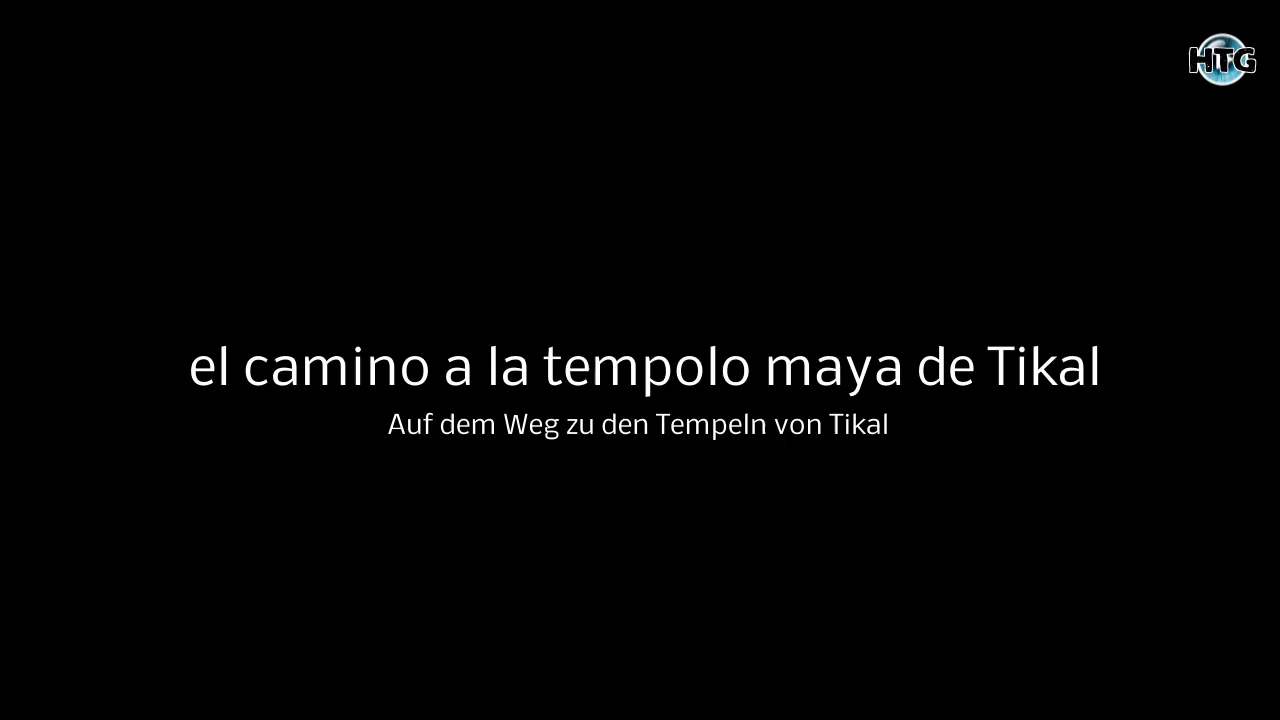 HTG
el camino a la tempolo maya de Tikal
Auf dem Weg zu den Tempeln von Tikal